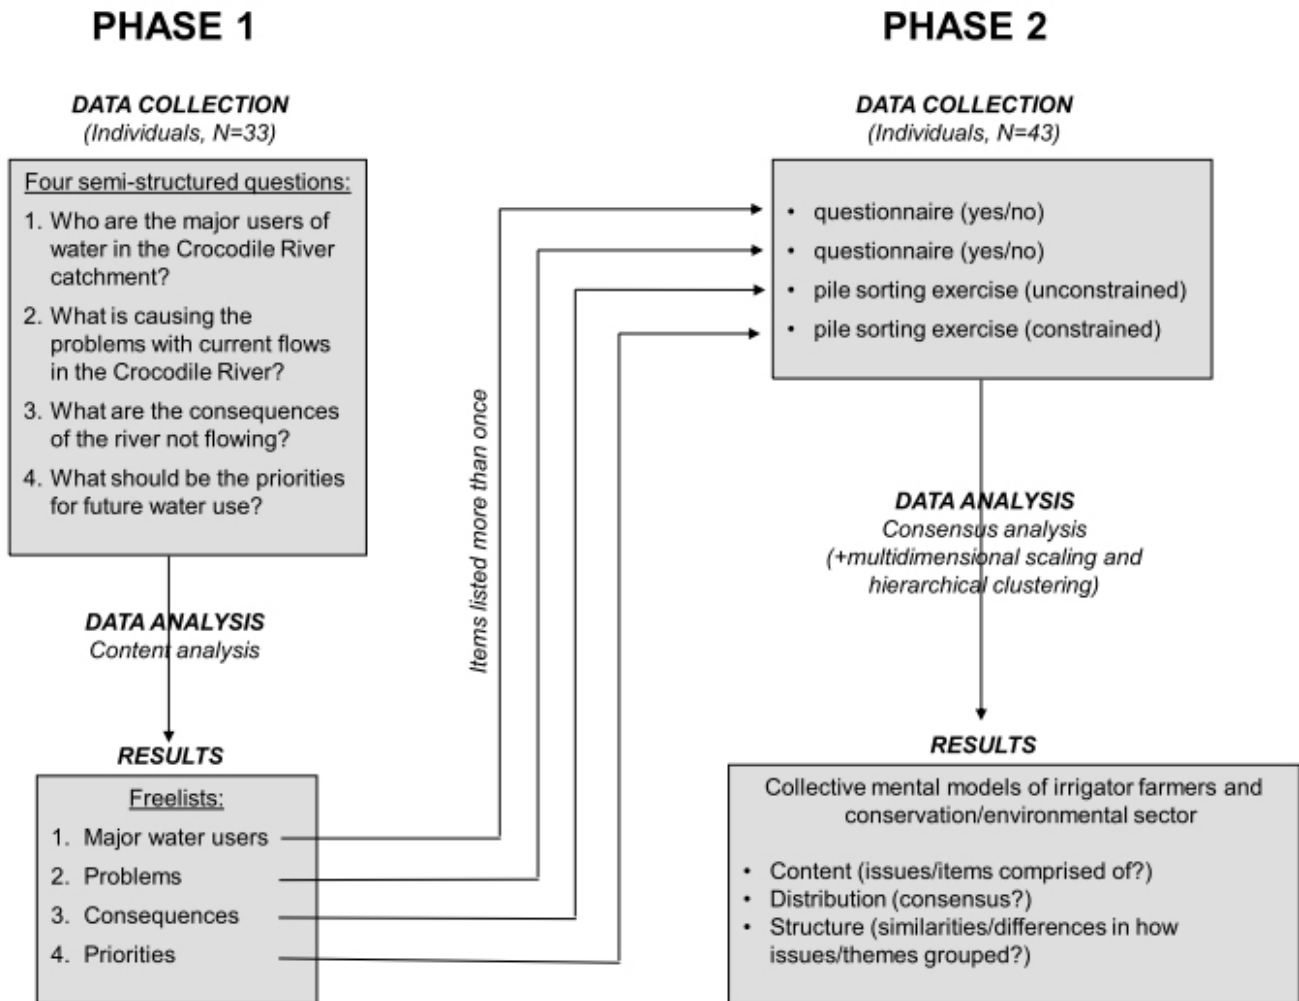 PHASE 1
DATA COLLECTION
(Individuals, N=33)
Four semi-structured questions:
1. Who are the major users of
water in the Crocodile River
catchment?
2. What is causing the
problems with current flows
in the Crocodile River?
3. What are the consequences
of the river not flowing?
4. What should be the priorities
for future water use?
DATA ANALYSIS
Content analysis
RESULTS
Freelists:
1. Major water users
2. Problems
3. Consequences
4. Priorities
Items listed more than once
PHASE 2
DATA COLLECTION
(Individuals, N=43)
• questionnaire (yes/no)
• questionnaire (yes/no)
• pile sorting exercise (unconstrained)
• pile sorting exercise (constrained)
DATA ANALYSIS
Consensus analysis
(+multidimensional scaling and
hierarchical clustering)
RESULTS
Collective mental models of irrigator farmers and
conservation/environmental sector
• Content (issues/items comprised of?)
• Distribution (consensus?)
• Structure (similarities/differences in how
issues/themes grouped?)